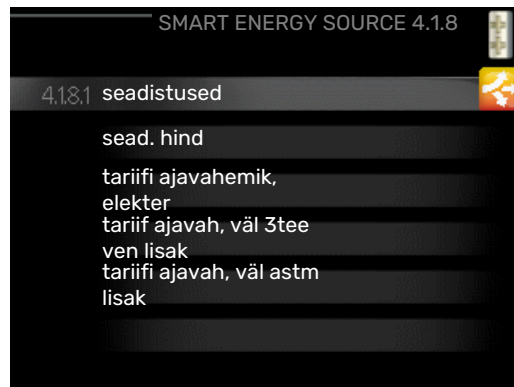 SMART ENERGY SOURCE 4.1.8
4.1.8.1 seadistused
sead. hind
tariifi ajavahemik,
elekter
tariif ajavah, väl 3tee
ven lisak
tariifi ajavah, väl astm
lisak